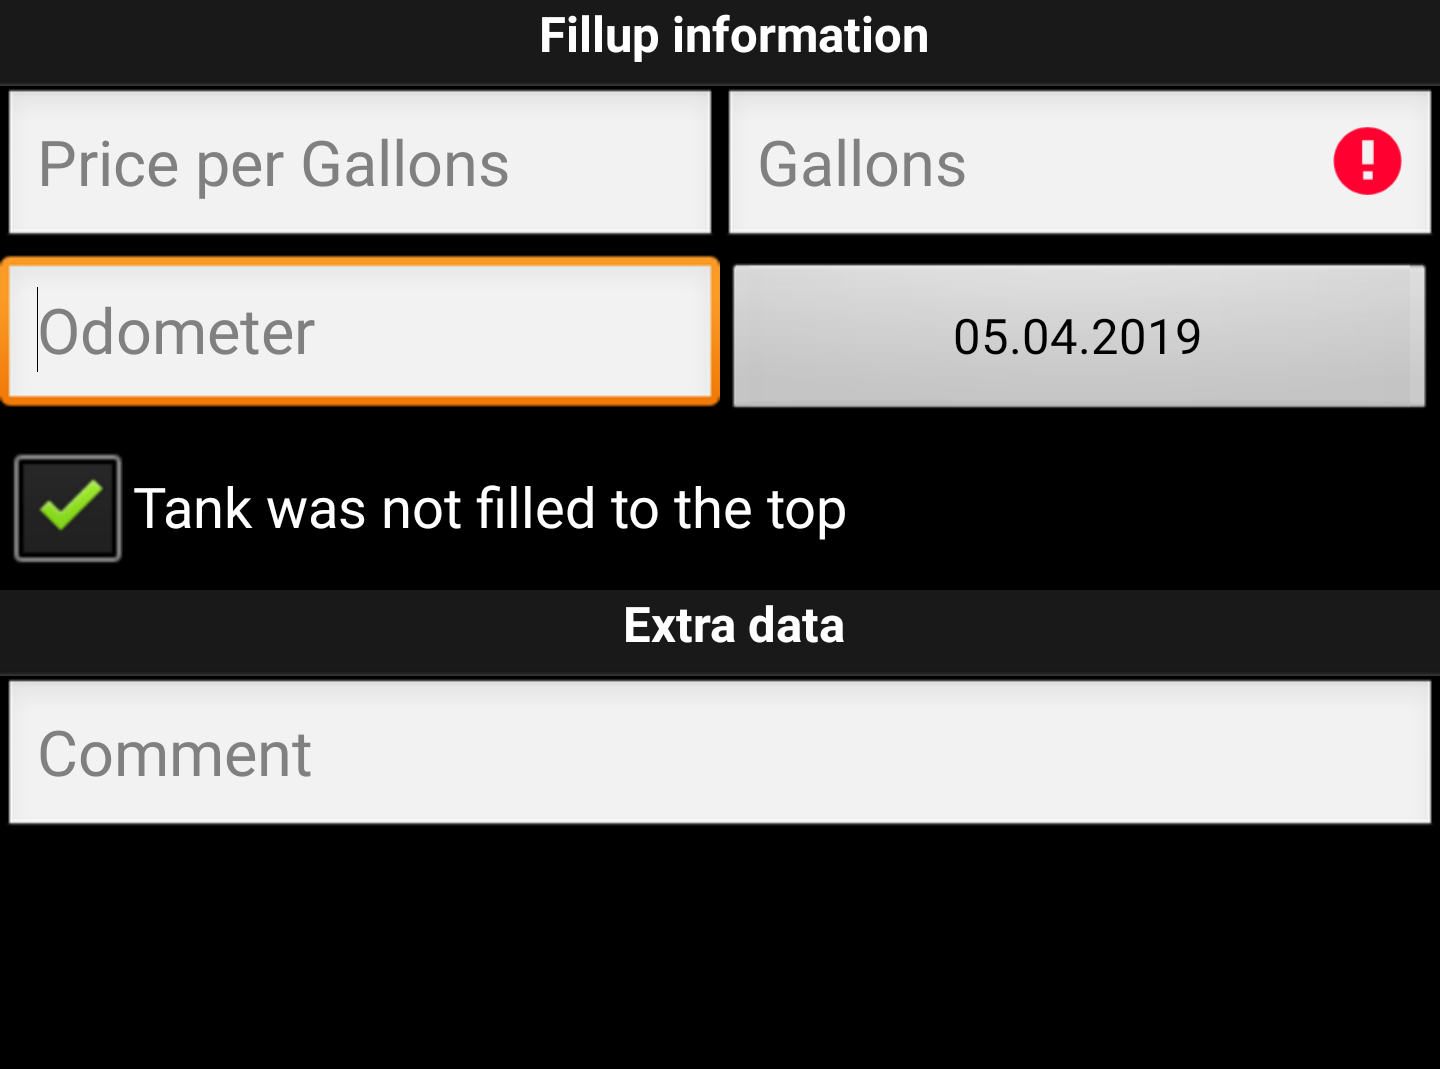 Fillup information
Price per Gallons
Gallons
Odometer
05.04.2019
Tank was not filled to the top
Extra data
Comment